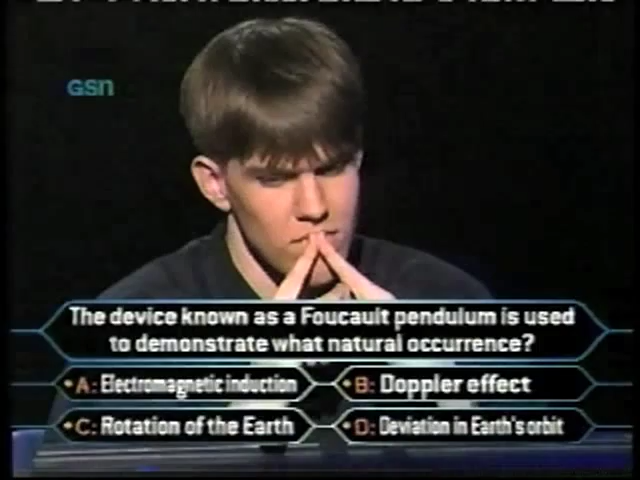 GSN
The device known as a Foucault pendulum is used
to demonstrate what natural occurrence?
A: Electromagnetic induction
B: Doppler effect
C: Rotation of the Earth
D: Deviation in Earth's orbit